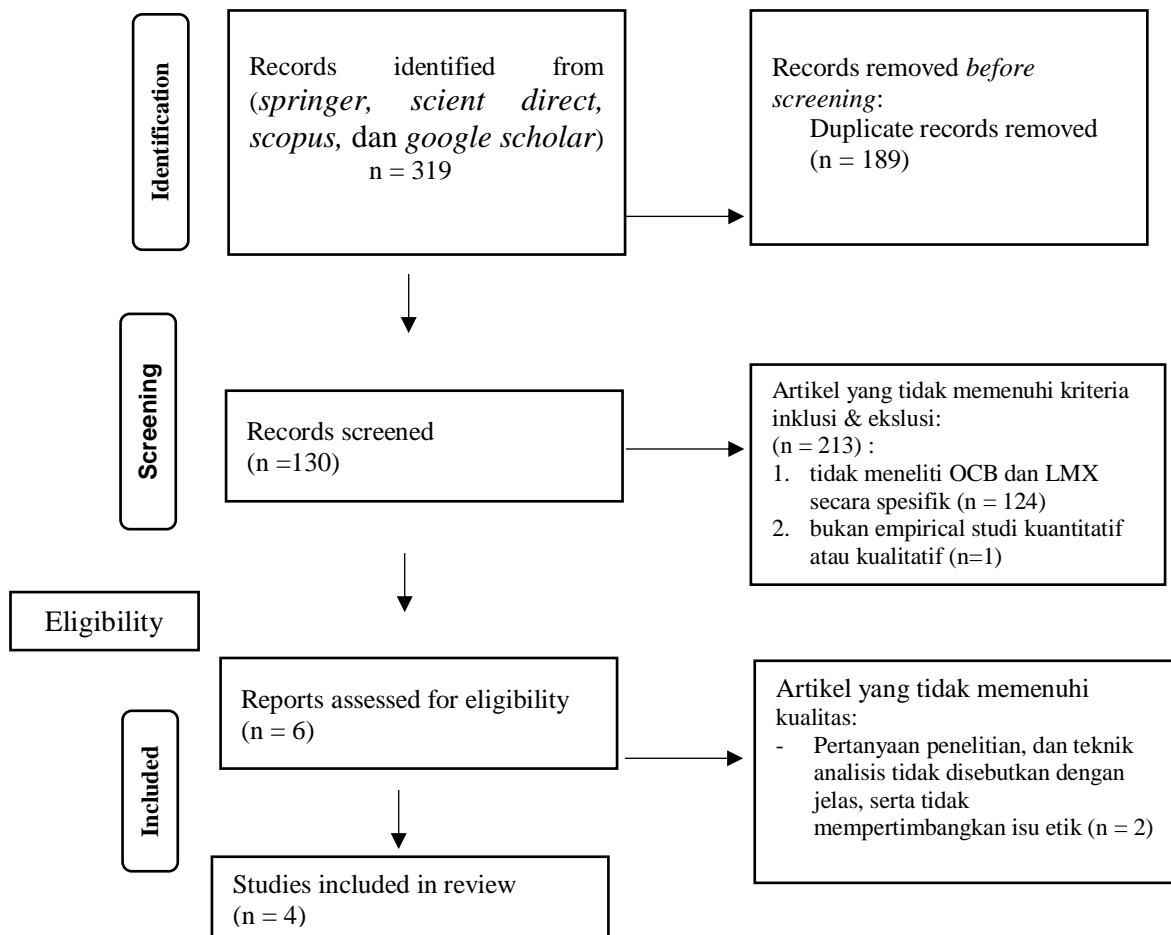 Identification
Records identified from
(springer, scient direct,
scopus, dan google scholar)
n = 319
Records removed before
screening:
Duplicate records removed
(n = 189)
Screening
Records screened
(n =130)
Artikel yang tidak memenuhi kriteria
inklusi & ekslusi:
(n = 213) :
1. tidak meneliti OCB dan LMX
secara spesifik (n = 124)
2. bukan empirical studi kuantitatif
atau kualitatif (n=1)
Eligibility
Reports assessed for eligibility
(n = 6)
Artikel yang tidak memenuhi
kualitas:
- Pertanyaan penelitian, dan teknik
analisis tidak disebutkan dengan
jelas, serta tidak
mempertimbangkan isu etik (n = 2)
Included
Studies included in review
(n = 4)